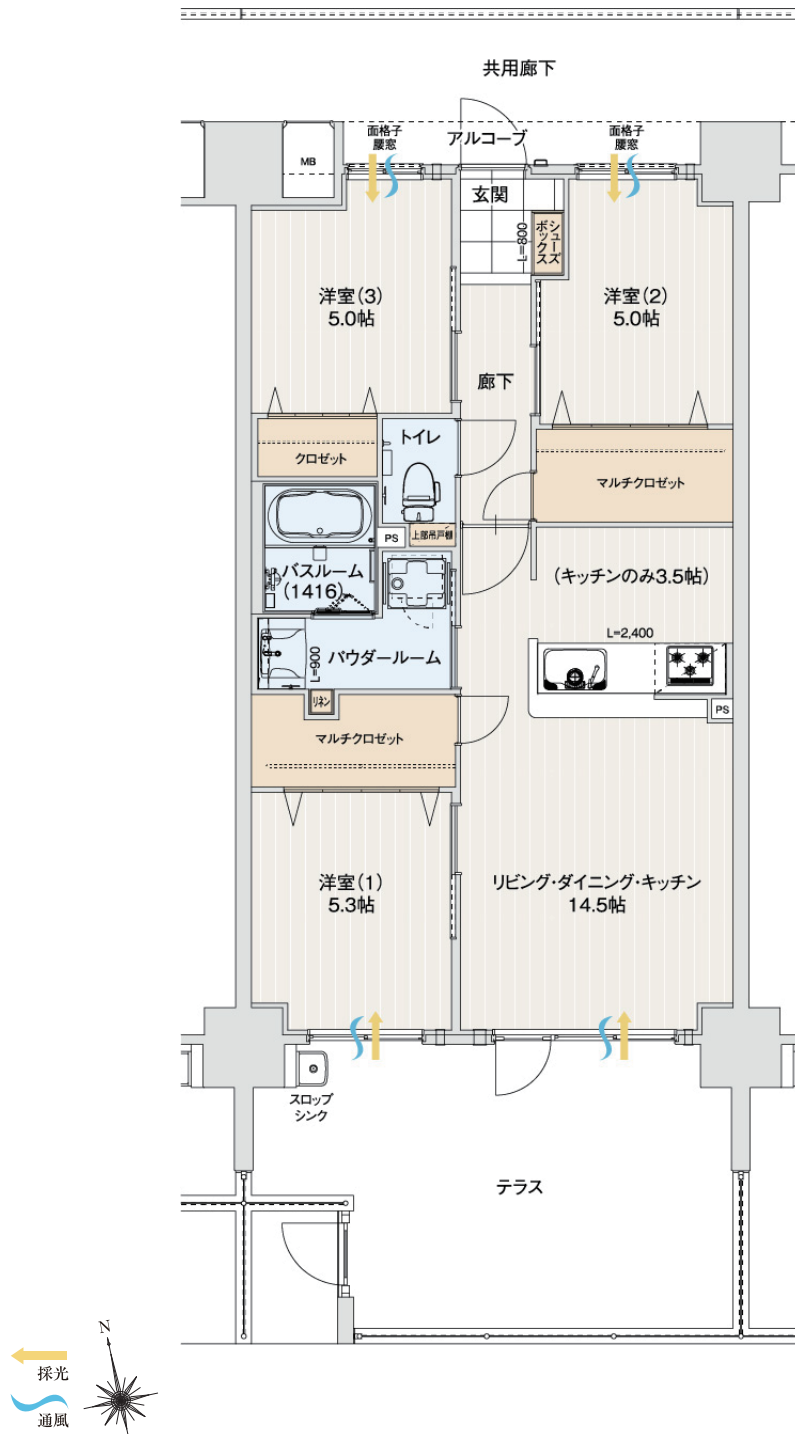 共用廊下
面格子
腰窓
アルコーブ
面格子
腰窓
MB
玄関
L=800
シューズ
ボックス
洋室(3)
5.0帖
洋室(2)
5.0帖
廊下
トイレ
クロゼット
マルチクロゼット
PS
上部吊戸棚
バスルーム
(1416)
(キッチンのみ3.5帖)
L=2,400
L=900
パウダールーム
リネン
PS
マルチクロゼット
洋室(1)
5.3帖
リビング・ダイニング・キッチン
14.5帖
スロップ
シンク
テラス
N
採光
通風